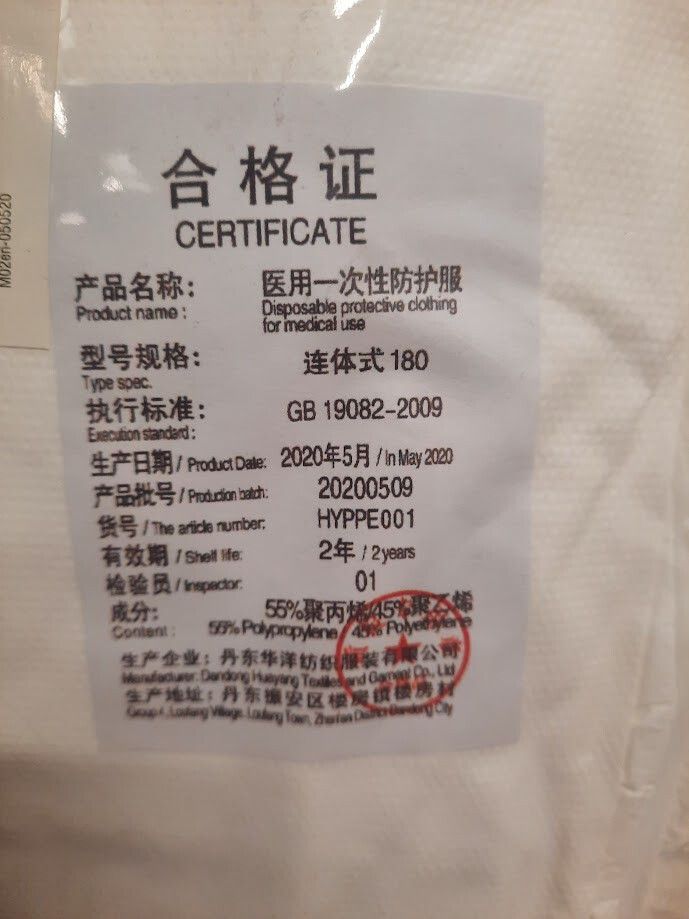 M02en-050520
合格证
CERTIFICATE
产品名称: 医用一次性防护服
Product name: Disposable protective clothing
for medical use
型号规格: 连体式 180
Type spec.
执行标准: GB 19082-2009
Execution standard:
生产日期 / Product Date: 2020年5月 / In May 2020
产品批号 / Production batch: 20200509
货号 / The article number: HYPPE001
有效期 / Shelf life: 2年 / 2years
检验员 / Inspector: 01
成分: 55%聚丙烯/45%聚乙烯
Content: 55% Polypropylene 45% Polyethylene
生产企业: 丹东华洋纺织服装有限公司
Manufacturer: Dandong Huayang Textiles and Garment Co., Ltd
生产地址: 丹东振安区楼房镇楼房村
Group 4, Loufang Village, Loufang Town, Zhen'an District Dandong City